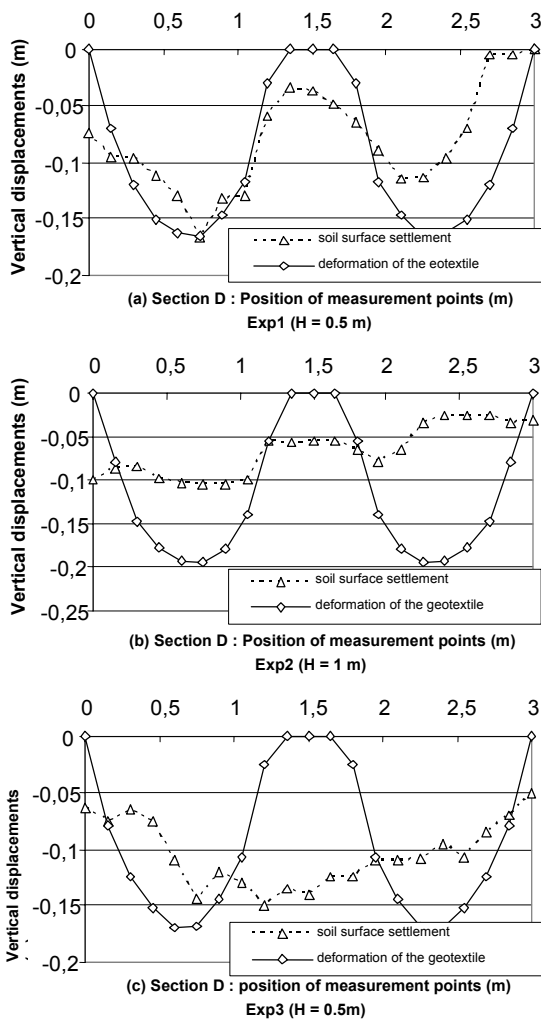 0 0,5 1 1,5 2 2,5 3
Vertical displacements (m)
0
-0,05
-0,1
-0,15
-0,2
soil surface settlement
deformation of the eotextile
(a) Section D : Position of measurement points (m)
Exp1 (H = 0.5 m)
0 0,5 1 1,5 2 2,5 3
Vertical displacements (m)
0
-0,05
-0,1
-0,15
-0,2
-0,25
soil surface settlement
deformation of the geotextile
(b) Section D : Position of measurement points (m)
Exp2 (H = 1 m)
0 0,5 1 1,5 2 2,5 3
Vertical displacements
0
-0,05
-0,1
-0,15
-0,2
soil surface settlement
deformation of the geotextile
(c) Section D : position of measurement points (m)
Exp3 (H = 0.5m)